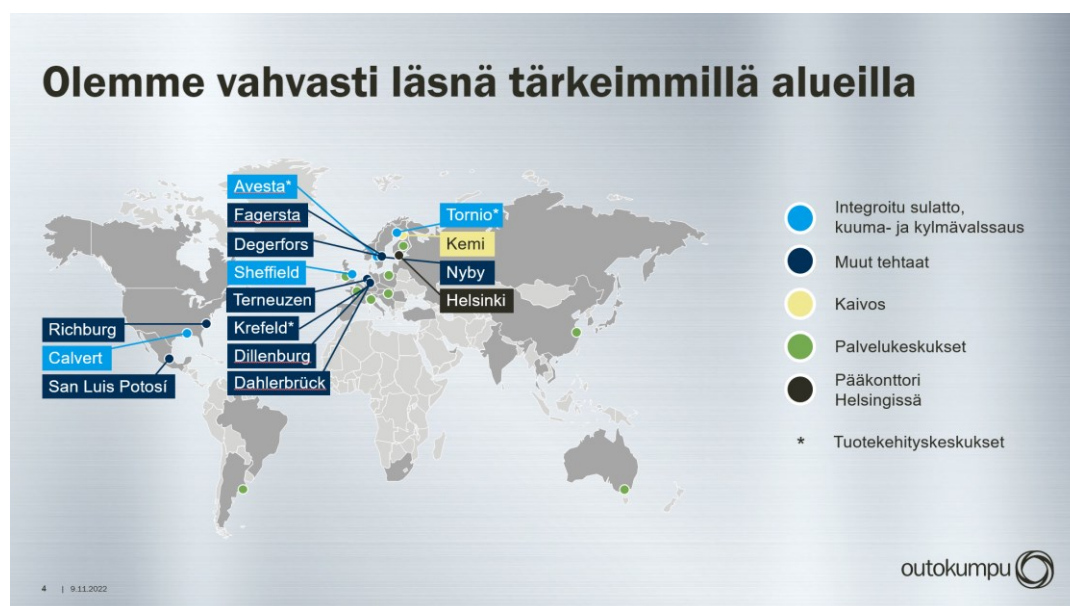 Olemme vahvasti läsnä tärkeimmillä alueilla
Avesta*
Fagersta
Degerfors
Sheffield
Terneuzen
Krefeld*
Dillenburg
Dahlerbrück
Tornio*
Kemi
Nyby
Helsinki
Richburg
Calvert
San Luis Potosí
Integroitu sulatto,
kuuma- ja kylmävalssaus
Muut tehtaat
Kaivos
Palvelukeskukset
Pääkonttori
Helsingissä
* Tuotekehityskeskukset
4 | 9.11.2022
outokumpu